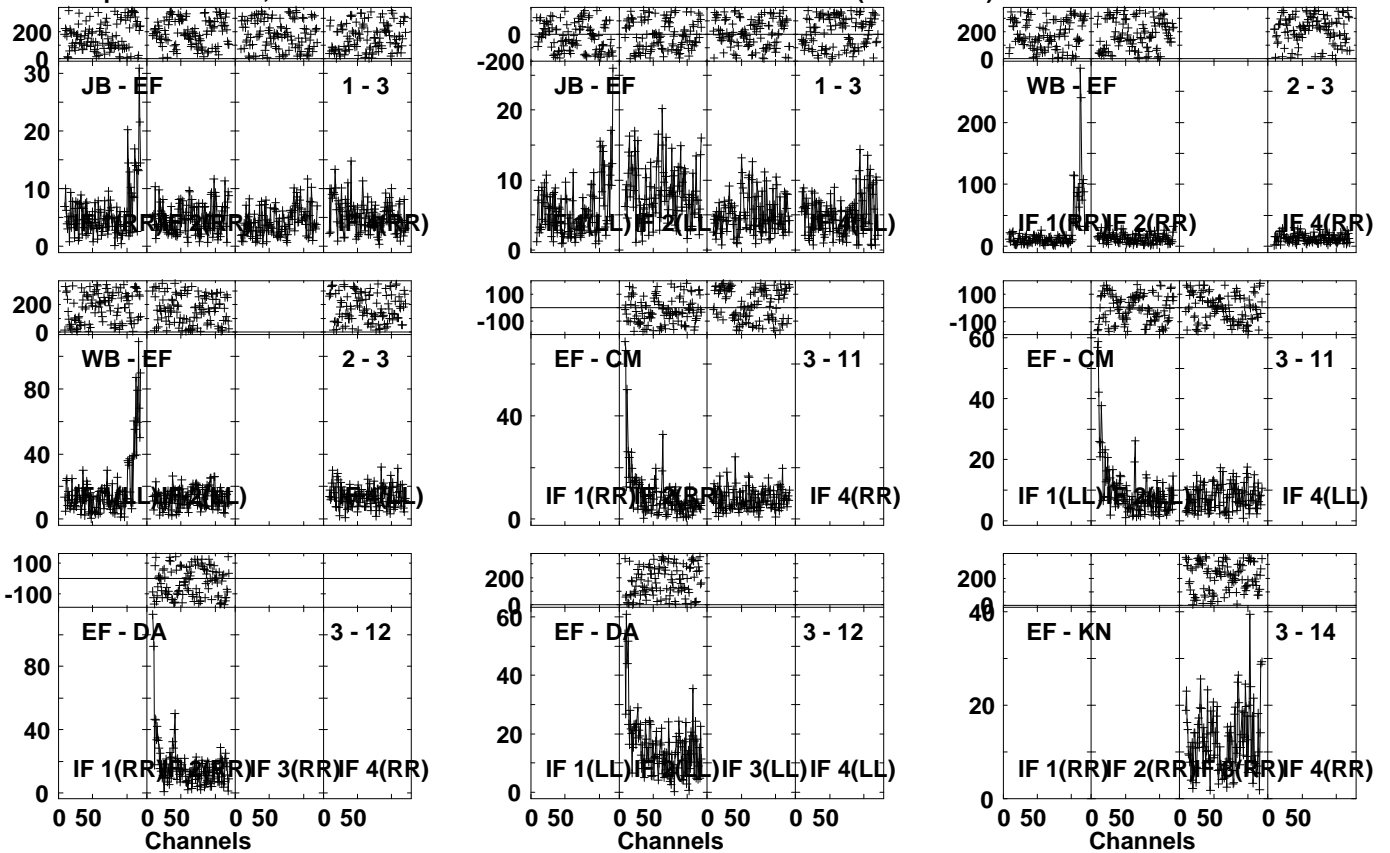 200
0
30
20
10
0
JB - EF
1 - 3
IF 1(RR) IF 2(RR) IF 4(RR)
0
-200
20
10
0
JB - EF
1 - 3
IF 1(LL) IF 2(LL) IF 4(LL)
200
0
200
100
0
WB - EF
2 - 3
IF 1(RR) IF 2(RR) IF 4(RR)
200
0
80
40
0
WB - EF
2 - 3
IF 1(LL) IF 2(LL) IF 4(LL)
100
-100
40
0
EF - CM
3 - 11
IF 1(RR) IF 2(RR) IF 4(RR)
100
-100
60
40
20
0
EF - CM
3 - 11
IF 1(LL) IF 2(LL) IF 4(LL)
100
-100
80
40
0
EF - DA
3 - 12
IF 1(RR) IF 2(RR) IF 3(RR) IF 4(RR)
200
0
60
40
20
0
EF - DA
3 - 12
IF 1(LL) IF 2(LL) IF 3(LL) IF 4(LL)
200
0
40
20
0
EF - KN
3 - 14
IF 1(RR) IF 2(RR) IF 3(RR) IF 4(RR)
0 50 0 50 0 50 0 50
Channels
0 50 0 50 0 50 0 50
0 50 0 50 0 50 0 50
Channels